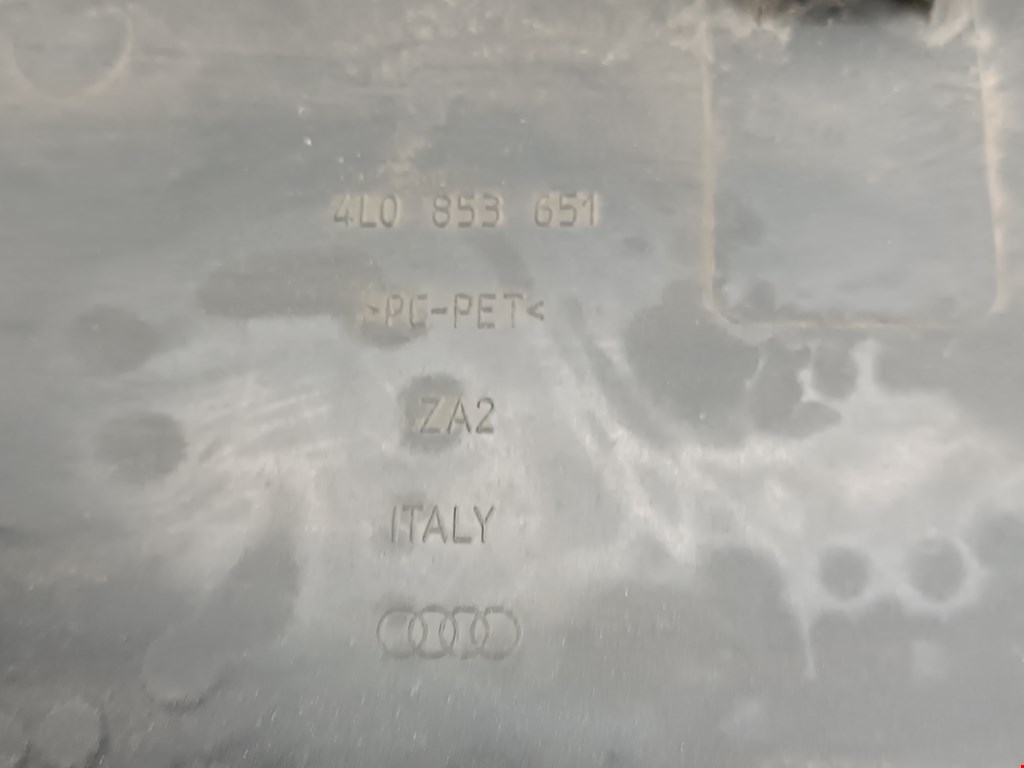 4L0 853 651
>PC-PET<
ZA2
ITALY